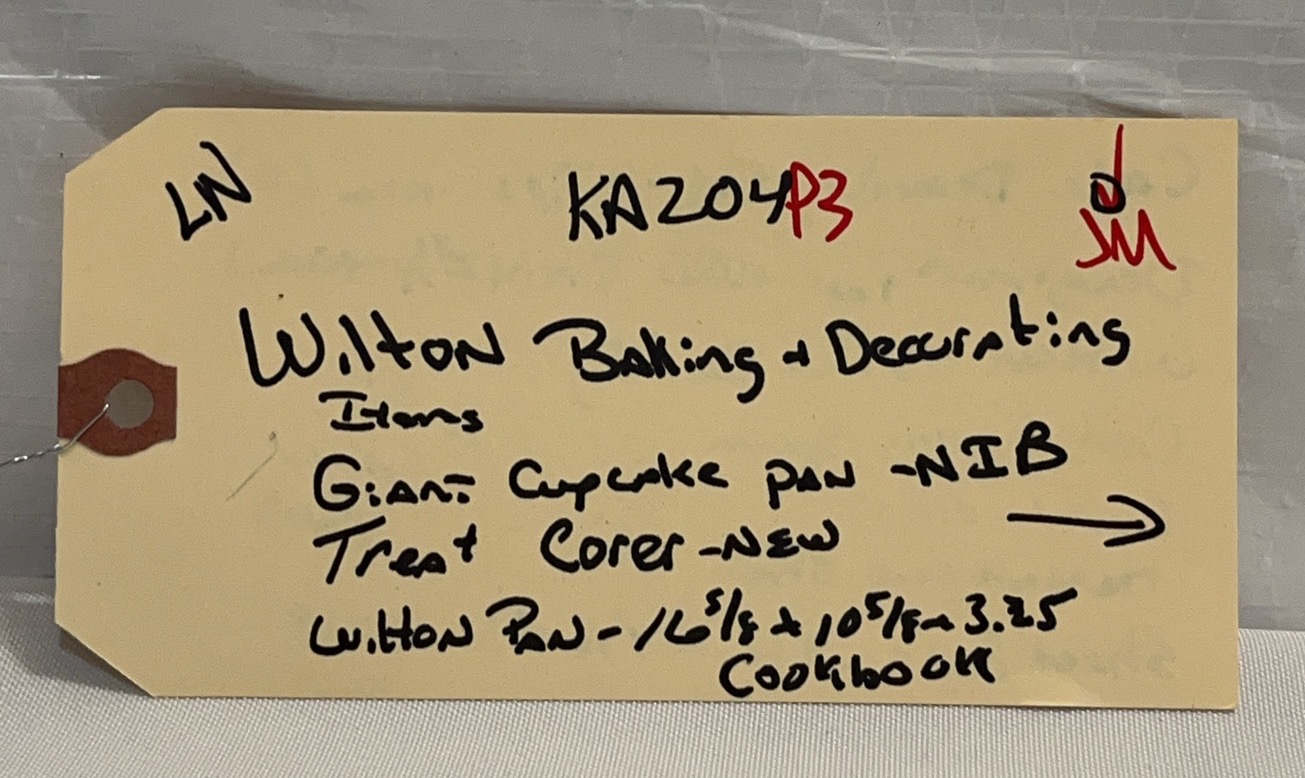 LN KA204P3 D
JM
Wilton Baking + Decorating
Items
Giant Cupcake Pan - NIB
Treat Corer - NEW
Wilton Pan - 16 5/8 x 10 5/8 x 3.25
Cookbook